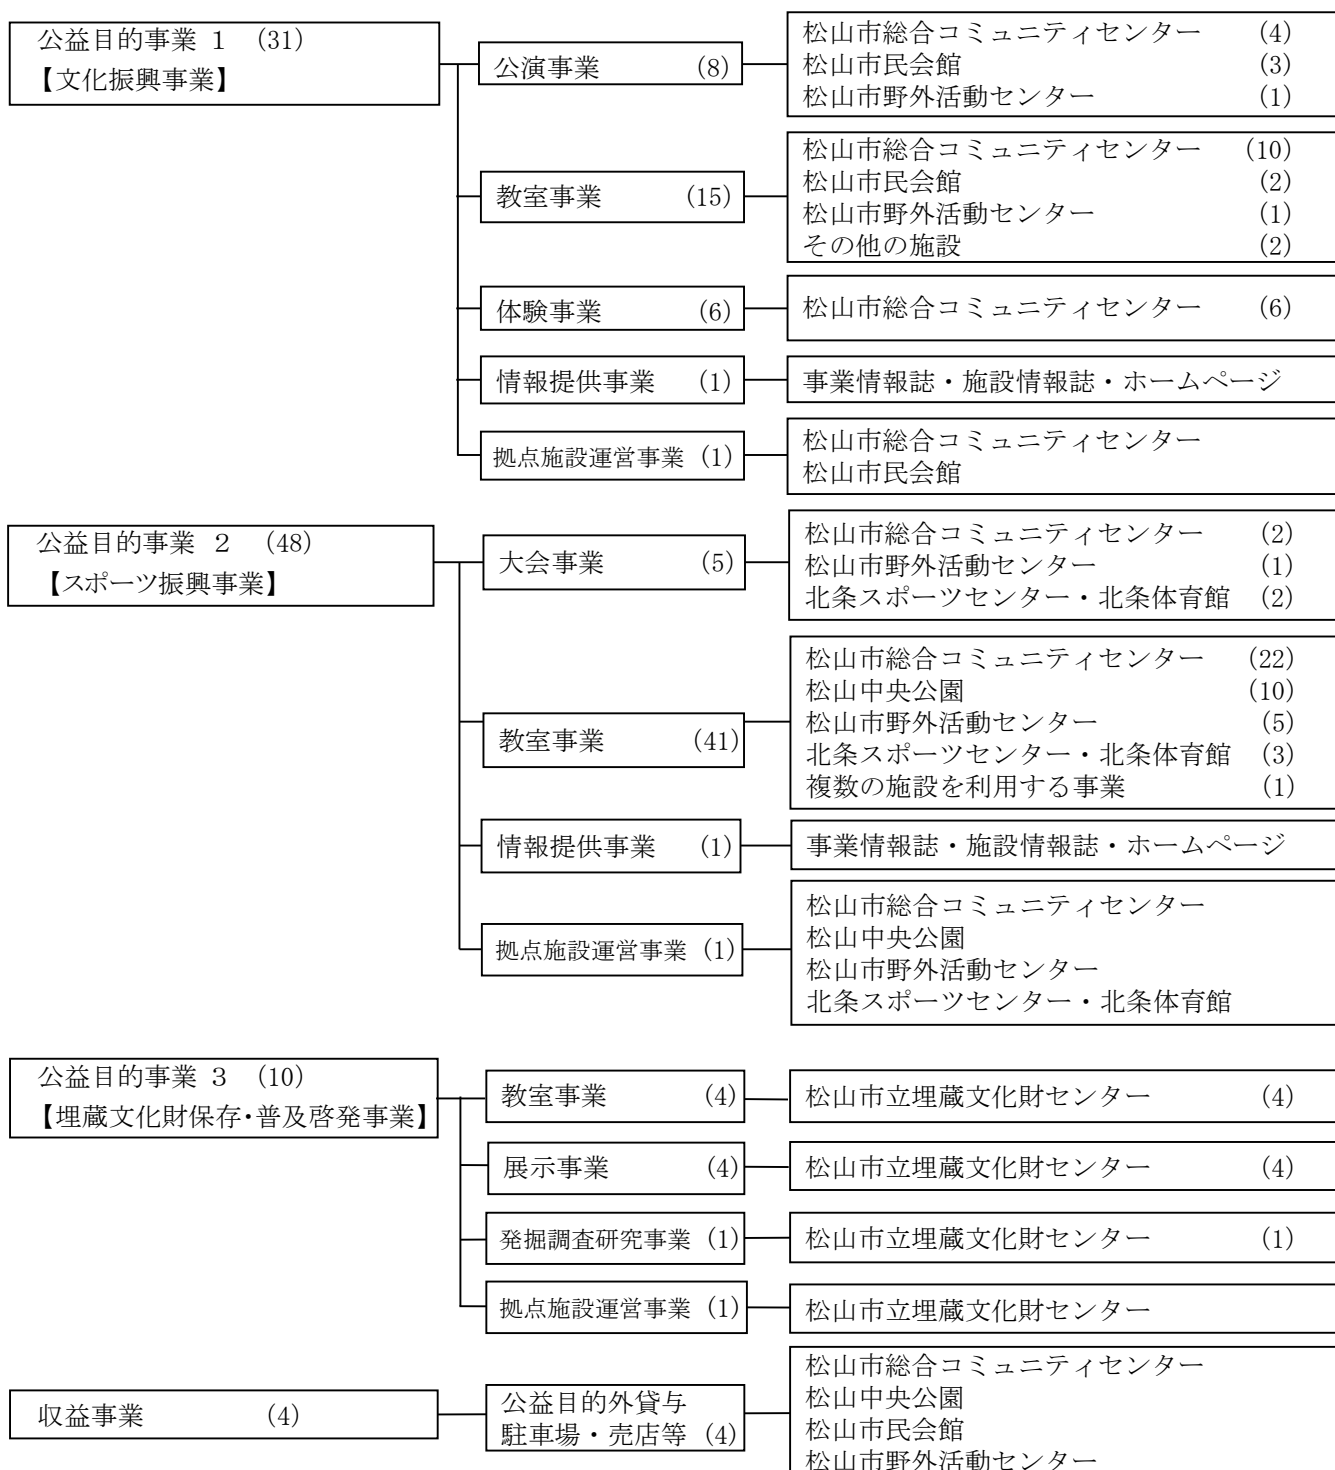 公益目的事業 1 (31)
【文化振興事業】
公演事業 (8)
松山市総合コミュニティセンター (4)
松山市民会館 (3)
松山市野外活動センター (1)
教室事業 (15)
松山市総合コミュニティセンター (10)
松山市民会館 (2)
松山市野外活動センター (1)
その他の施設 (2)
体験事業 (6)
松山市総合コミュニティセンター (6)
情報提供事業 (1)
事業情報誌・施設情報誌・ホームページ
拠点施設運営事業 (1)
松山市総合コミュニティセンター
松山市民会館
公益目的事業 2 (48)
【スポーツ振興事業】
大会事業 (5)
松山市総合コミュニティセンター (2)
松山市野外活動センター (1)
北条スポーツセンター・北条体育館 (2)
教室事業 (41)
松山市総合コミュニティセンター (22)
松山中央公園 (10)
松山市野外活動センター (5)
北条スポーツセンター・北条体育館 (3)
複数の施設を利用する事業 (1)
情報提供事業 (1)
事業情報誌・施設情報誌・ホームページ
拠点施設運営事業 (1)
松山市総合コミュニティセンター
松山中央公園
松山市野外活動センター
北条スポーツセンター・北条体育館
公益目的事業 3 (10)
【埋蔵文化財保存・普及啓発事業】
教室事業 (4)
松山市立埋蔵文化財センター (4)
展示事業 (4)
松山市立埋蔵文化財センター (4)
発掘調査研究事業 (1)
松山市立埋蔵文化財センター (1)
拠点施設運営事業 (1)
松山市立埋蔵文化財センター
収益事業 (4)
公益目的外貸与
駐車場・売店等 (4)
松山市総合コミュニティセンター
松山中央公園
松山市民会館
松山市野外活動センター